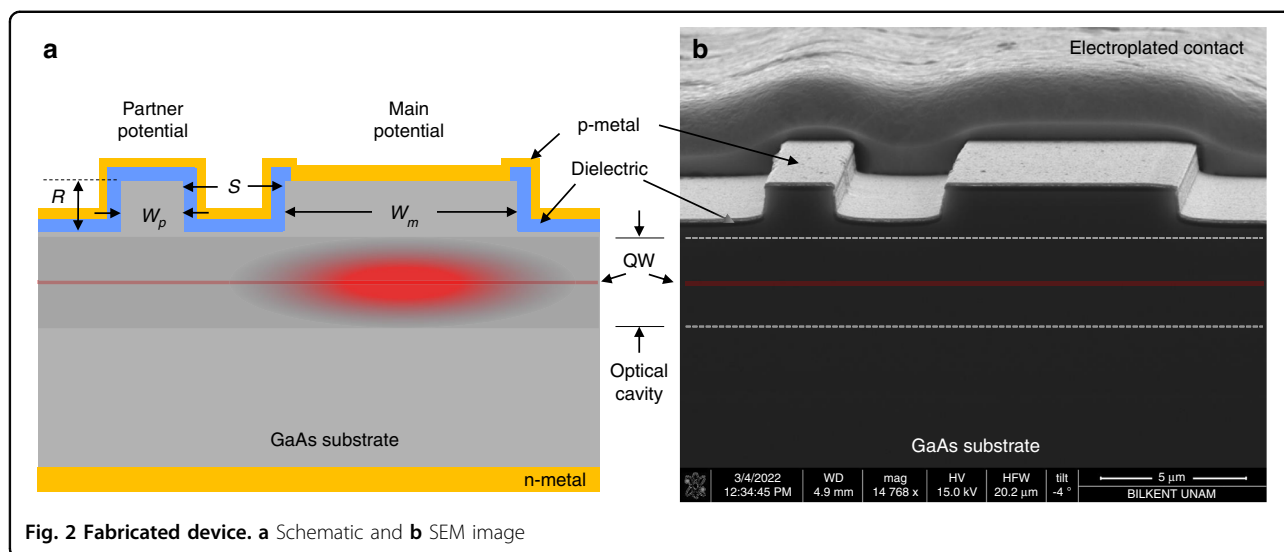 a
Partner
potential
Main
potential
R
S
W_p
W_m
GaAs substrate
n-metal
p-metal
Dielectric
QW
Optical
cavity
b
Electroplated contact
GaAs substrate
3/4/2022 WD mag HV HFW tilt 5 µm
12:34:45 PM 4.9 mm 14 768 x 15.0 kV 20.2 µm -4 ° BILKENT UNAM
Fig. 2 Fabricated device. a Schematic and b SEM image